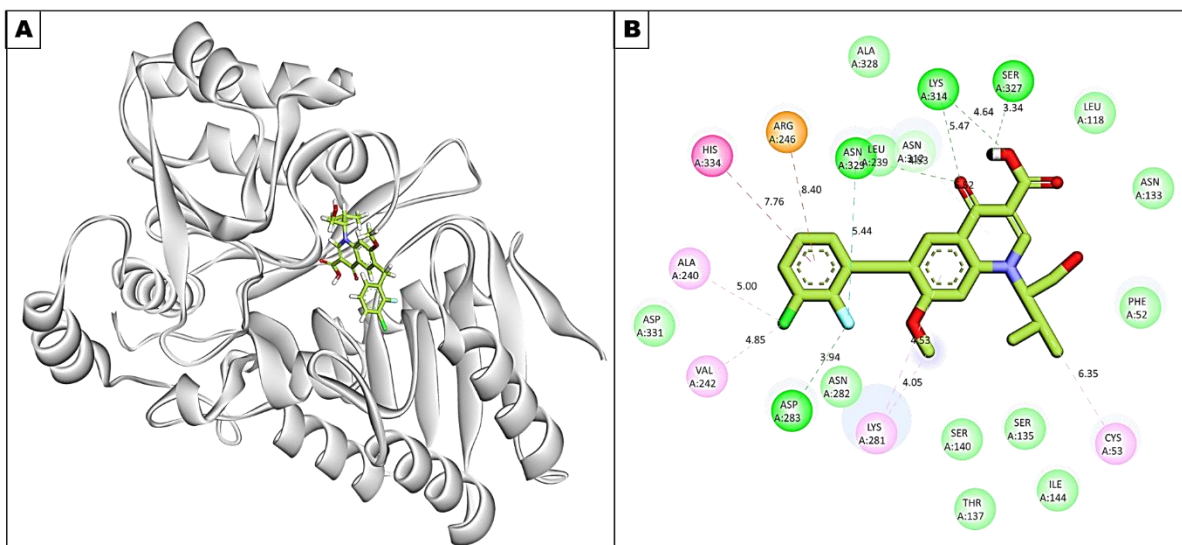 A
B
ALA
A:328
LYS
A:314
SER
A:327
3.34
4.64
5.47
LEU
A:118
ARG
A:246
HIS
A:334
ASN
A:329
LEU
A:239
ASN
A:312
ASN
A:133
8.40
7.76
5.44
ALA
A:240
5.00
PHE
A:52
ASP
A:331
4.85
4.53
VAL
A:242
3.94
ASN
A:282
4.05
6.35
ASP
A:283
LYS
A:281
SER
A:140
SER
A:135
CYS
A:53
THR
A:137
ILE
A:144